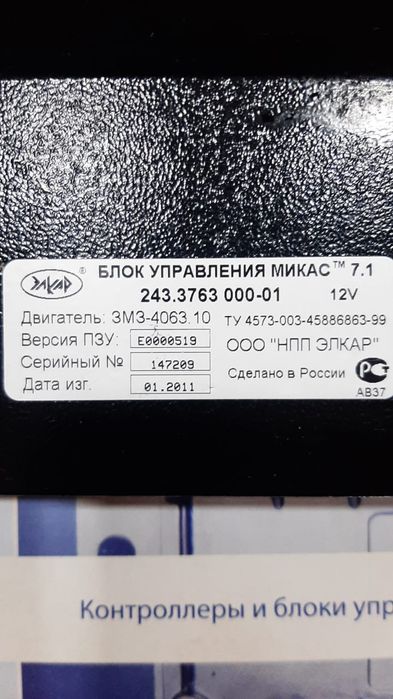 ЭЛКАР ®
БЛОК УПРАВЛЕНИЯ МИКАС™ 7.1
243.3763 000-01 12V
Двигатель: ЗМЗ-4063.10 ТУ 4573-003-45886863-99
Версия ПЗУ: E0000519 ООО "НПП ЭЛКАР"
Серийный № 147209 Сделано в России
Дата изг. 01.2011
АВ37
Контроллеры и блоки упр